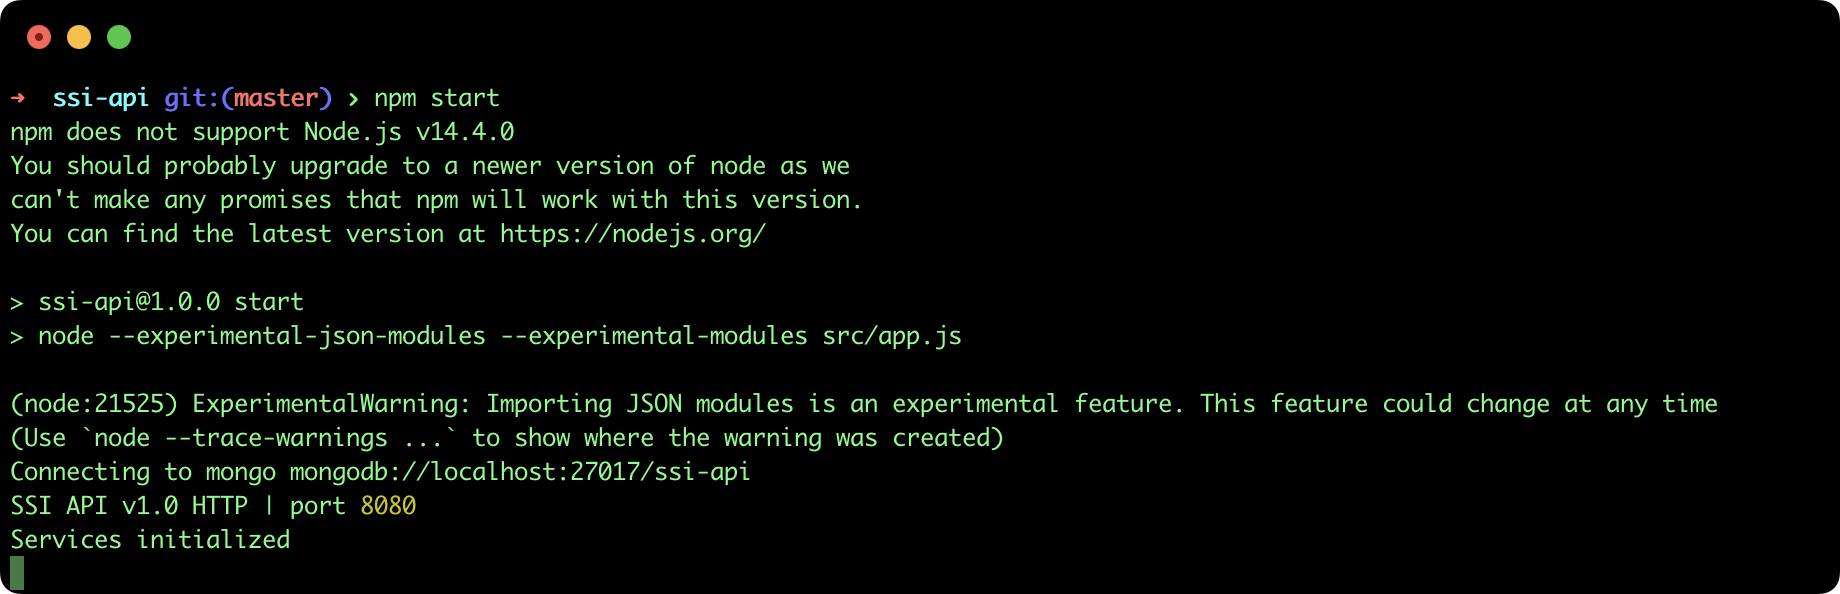 ➜  ssi-api git:(master) › npm start
npm does not support Node.js v14.4.0
You should probably upgrade to a newer version of node as we
can't make any promises that npm will work with this version.
You can find the latest version at https://nodejs.org/

> ssi-api@1.0.0 start
> node --experimental-json-modules --experimental-modules src/app.js

(node:21525) ExperimentalWarning: Importing JSON modules is an experimental feature. This feature could change at any time
(Use `node --trace-warnings ...` to show where the warning was created)
Connecting to mongo mongodb://localhost:27017/ssi-api
SSI API v1.0 HTTP | port 8080
Services initialized